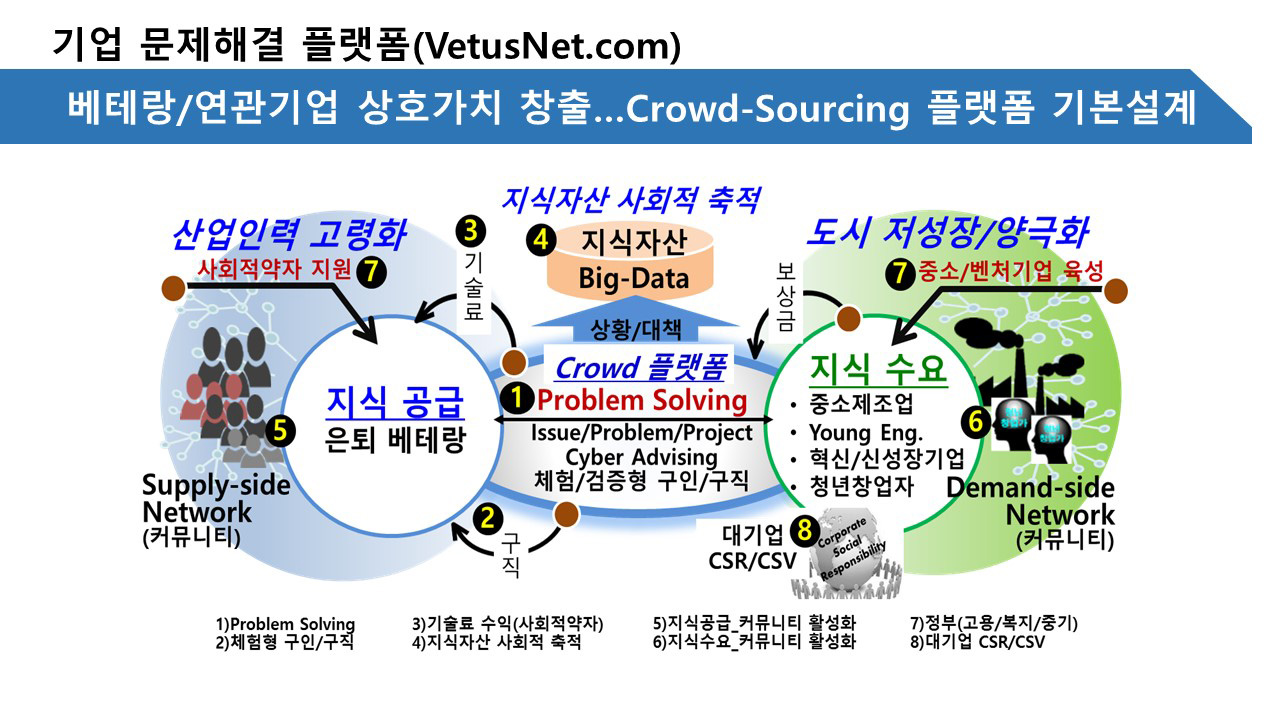 기업 문제해결 플랫폼(VetusNet.com)
베테랑/연관기업 상호가치 창출...Crowd-Sourcing 플랫폼 기본설계
지식자산 사회적 축적
산업인력 고령화
사회적약자 지원 7
3
기술료
4
지식자산
Big-Data
상황/대책
보상금
도시 저성장/양극화
7 중소/벤처기업 육성
지식 공급
은퇴 베테랑
5
Supply-side
Network
(커뮤니티)
Crowd 플랫폼
1 Problem Solving
Issue/Problem/Project
Cyber Advising
체험/검증형 구인/구직
2
구직
지식 수요
• 중소제조업
• Young Eng.
• 혁신/신성장기업
• 청년창업자
6
청년
창업가
청년
창업가
Demand-side
Network
(커뮤니티)
대기업 8
CSR/CSV
Corporate
Social
Responsibility
1)Problem Solving
2)체험형 구인/구직
3)기술료 수익(사회적약자)
4)지식자산 사회적 축적
5)지식공급_커뮤니티 활성화
6)지식수요_커뮤니티 활성화
7)정부(고용/복지/중기)
8)대기업 CSR/CSV